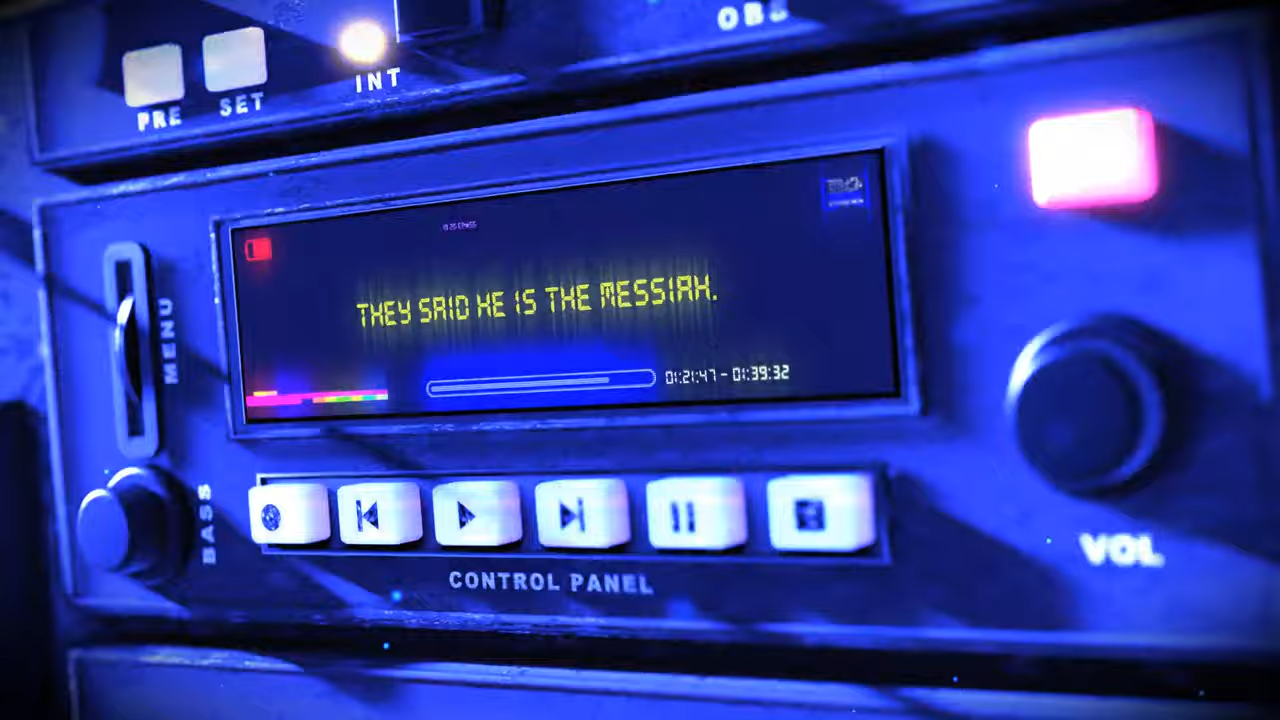 PRE
SET
INT
THEY SAID HE IS THE MESSIAH.
01:21:47 - 01:39:32
MENU
BASS
CONTROL PANEL
VOL